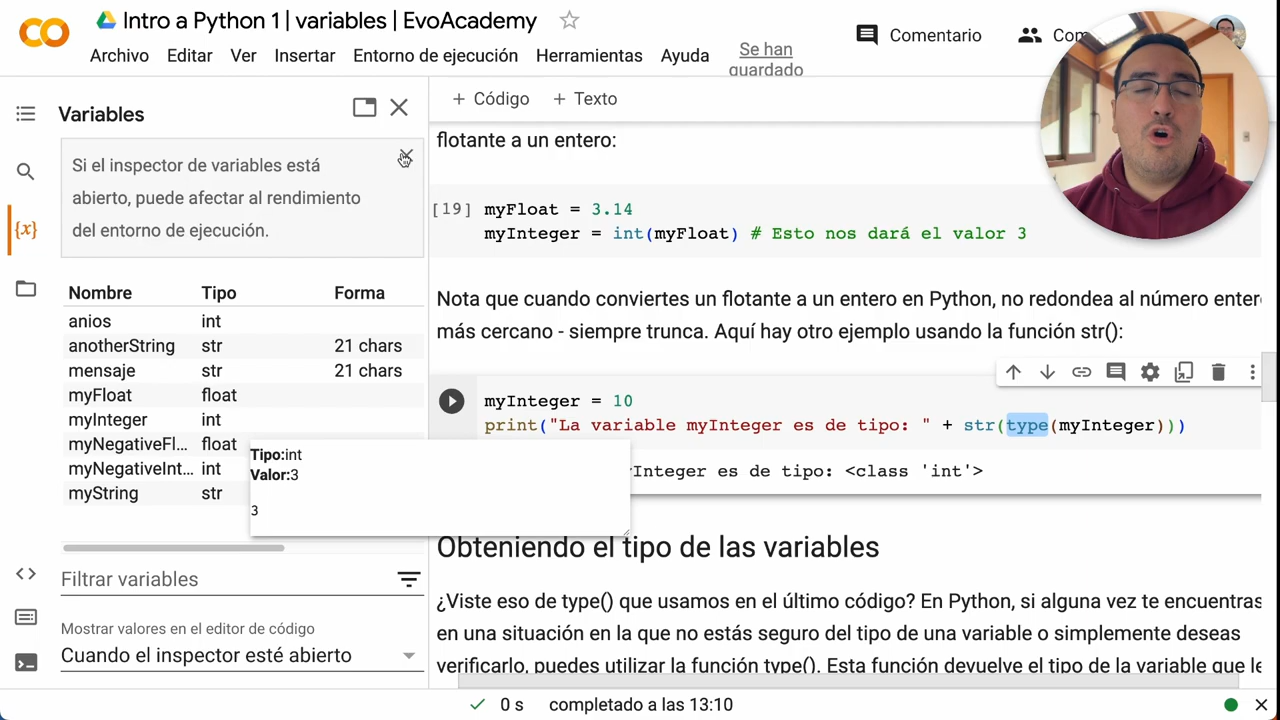 Intro a Python 1 | variables | EvoAcademy
Comentario
Com
Archivo Editar Ver Insertar Entorno de ejecución Herramientas Ayuda Se han guardado
Variables
+ Código + Texto
Si el inspector de variables está
abierto, puede afectar al rendimiento
del entorno de ejecución.
Nombre Tipo Forma
anios int
anotherString str 21 chars
mensaje str 21 chars
myFloat float
myInteger int
myNegativeFl... float
myNegativeInt... int
myString str
Tipo:int
Valor:3
3
Filtrar variables
Mostrar valores en el editor de código
Cuando el inspector esté abierto
flotante a un entero:
[19] myFloat = 3.14
myInteger = int(myFloat) # Esto nos dará el valor 3
Nota que cuando conviertes un flotante a un entero en Python, no redondea al número enter
más cercano - siempre trunca. Aquí hay otro ejemplo usando la función str():
myInteger = 10
print("La variable myInteger es de tipo: " + str(type(myInteger)))
yInteger es de tipo: <class 'int'>
Obteniendo el tipo de las variables
¿Viste eso de type() que usamos en el último código? En Python, si alguna vez te encuentras
en una situación en la que no estás seguro del tipo de una variable o simplemente deseas
verificarlo, puedes utilizar la función type(). Esta función devuelve el tipo de la variable que le
0 s completado a las 13:10